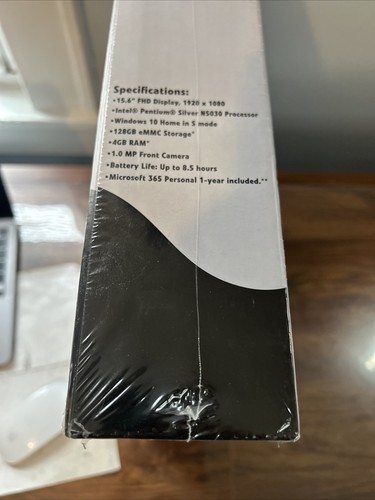 Specifications:
•15.6" FHD Display, 1920 x 1080
•Intel® Pentium® Silver N5030 Processor
•Windows 10 Home in S mode
•128GB eMMC Storage*
•4GB RAM*
•1.0 MP Front Camera
•Battery Life: Up to 8.5 hours
•Microsoft 365 Personal 1-year included.**